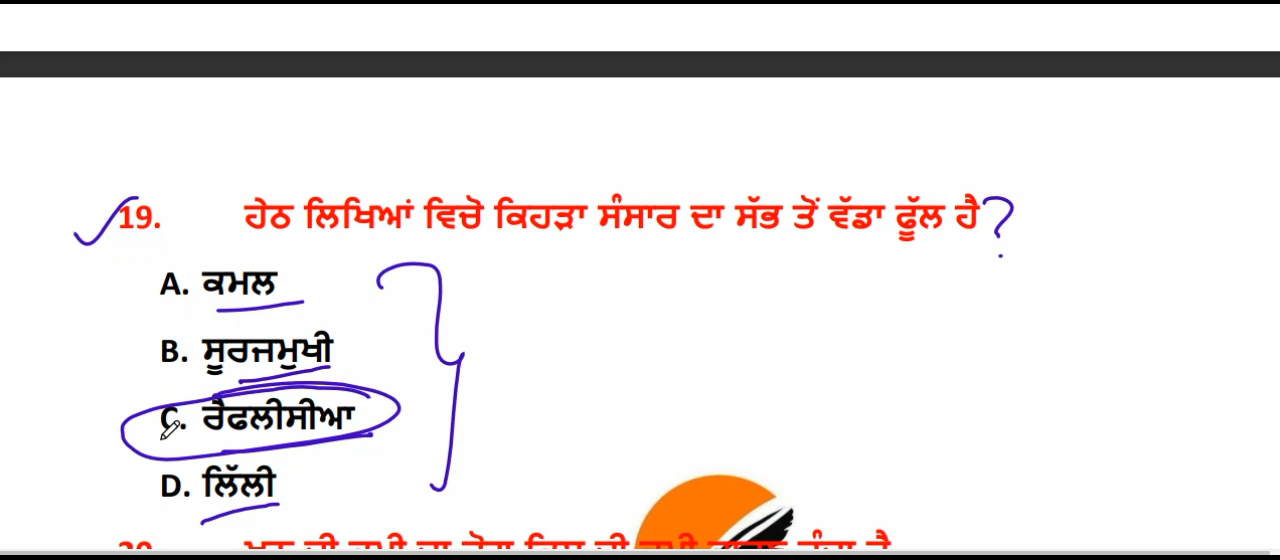 19. ਹੇਠ ਲਿਖਿਆਂ ਵਿਚੋ ਕਿਹੜਾ ਸੰਸਾਰ ਦਾ ਸੱਭ ਤੋਂ ਵੱਡਾ ਫੂੱਲ ਹੈ?
A. ਕਮਲ
B. ਸੂਰਜਮੁਖੀ
C. ਰੈਫਲੀਸੀਆ
D. ਲਿੱਲੀ